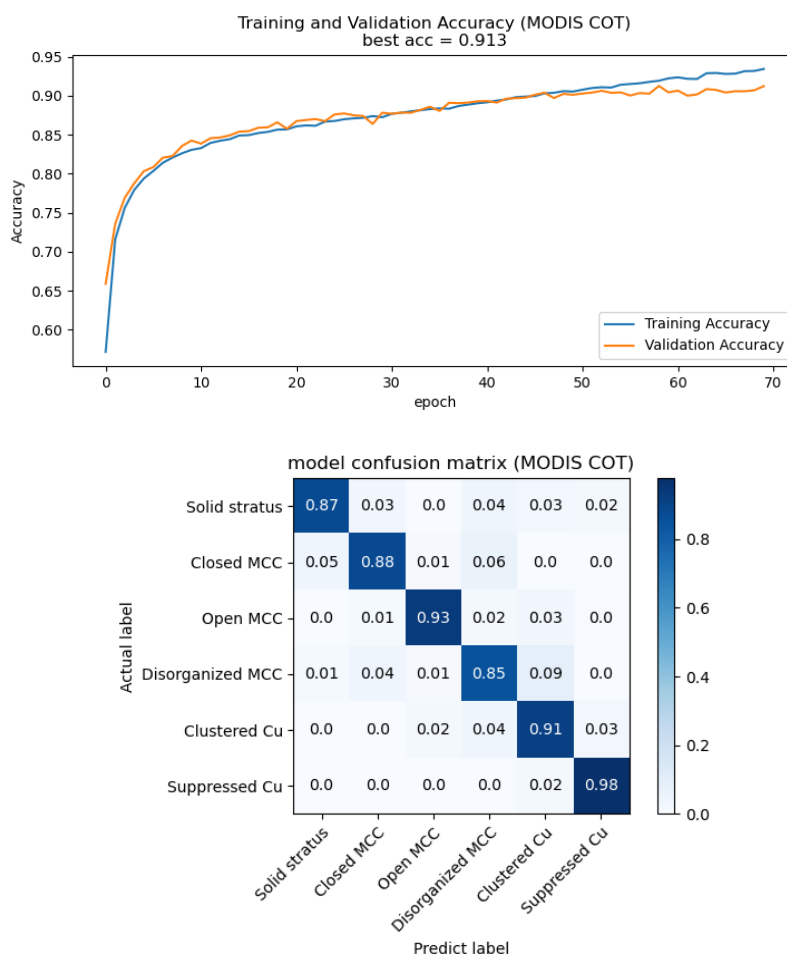 Training and Validation Accuracy (MODIS COT)
best acc = 0.913
0.95
0.90
0.85
0.80
0.75
0.70
0.65
0.60
Accuracy
Training Accuracy
Validation Accuracy
0 10 20 30 40 50 60 70
epoch
model confusion matrix (MODIS COT)
Solid stratus 0.87 0.03 0.0 0.04 0.03 0.02
Closed MCC 0.05 0.88 0.01 0.06 0.0 0.0
Open MCC 0.0 0.01 0.93 0.02 0.03 0.0
Disorganized MCC 0.01 0.04 0.01 0.85 0.09 0.0
Clustered Cu 0.0 0.0 0.02 0.04 0.91 0.03
Suppressed Cu 0.0 0.0 0.0 0.0 0.02 0.98
Actual label
0.8
0.6
0.4
0.2
0.0
Solid stratus
Closed MCC
Open MCC
Disorganized MCC
Clustered Cu
Suppressed Cu
Predict label